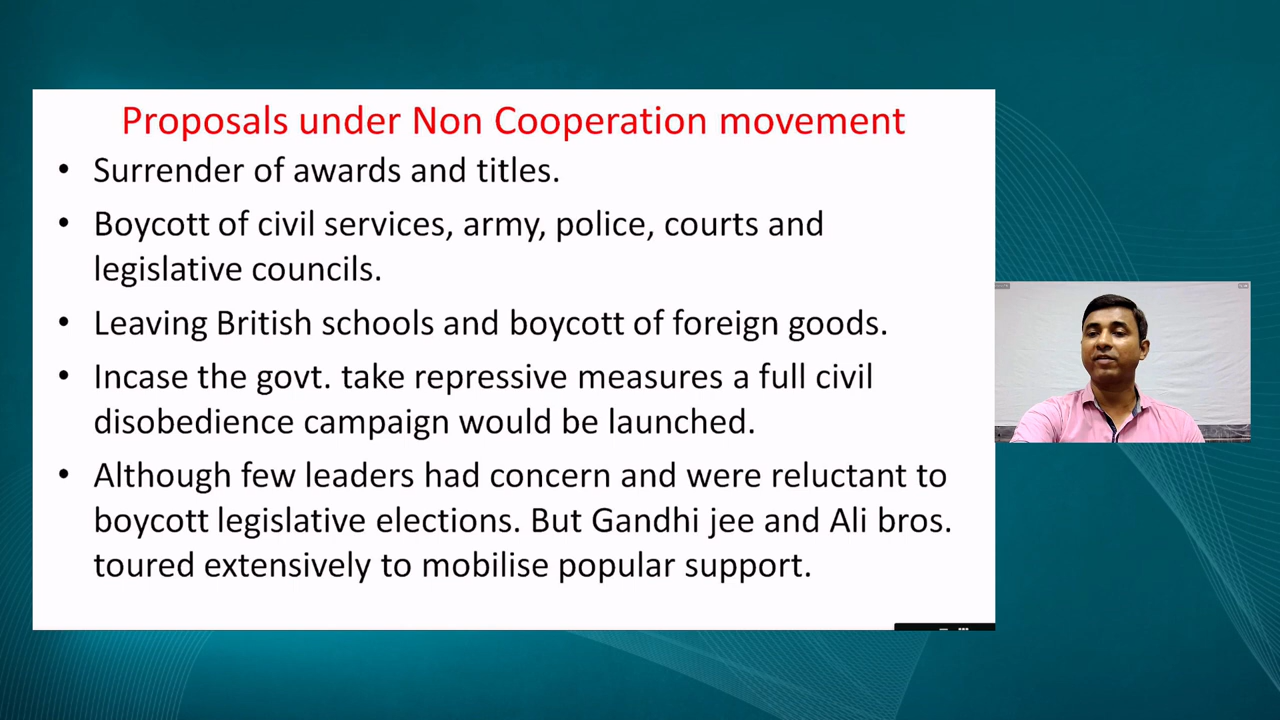 Proposals under Non Cooperation movement
• Surrender of awards and titles.
• Boycott of civil services, army, police, courts and
legislative councils.
• Leaving British schools and boycott of foreign goods.
• Incase the govt. take repressive measures a full civil
disobedience campaign would be launched.
• Although few leaders had concern and were reluctant to
boycott legislative elections. But Gandhi jee and Ali bros.
toured extensively to mobilise popular support.